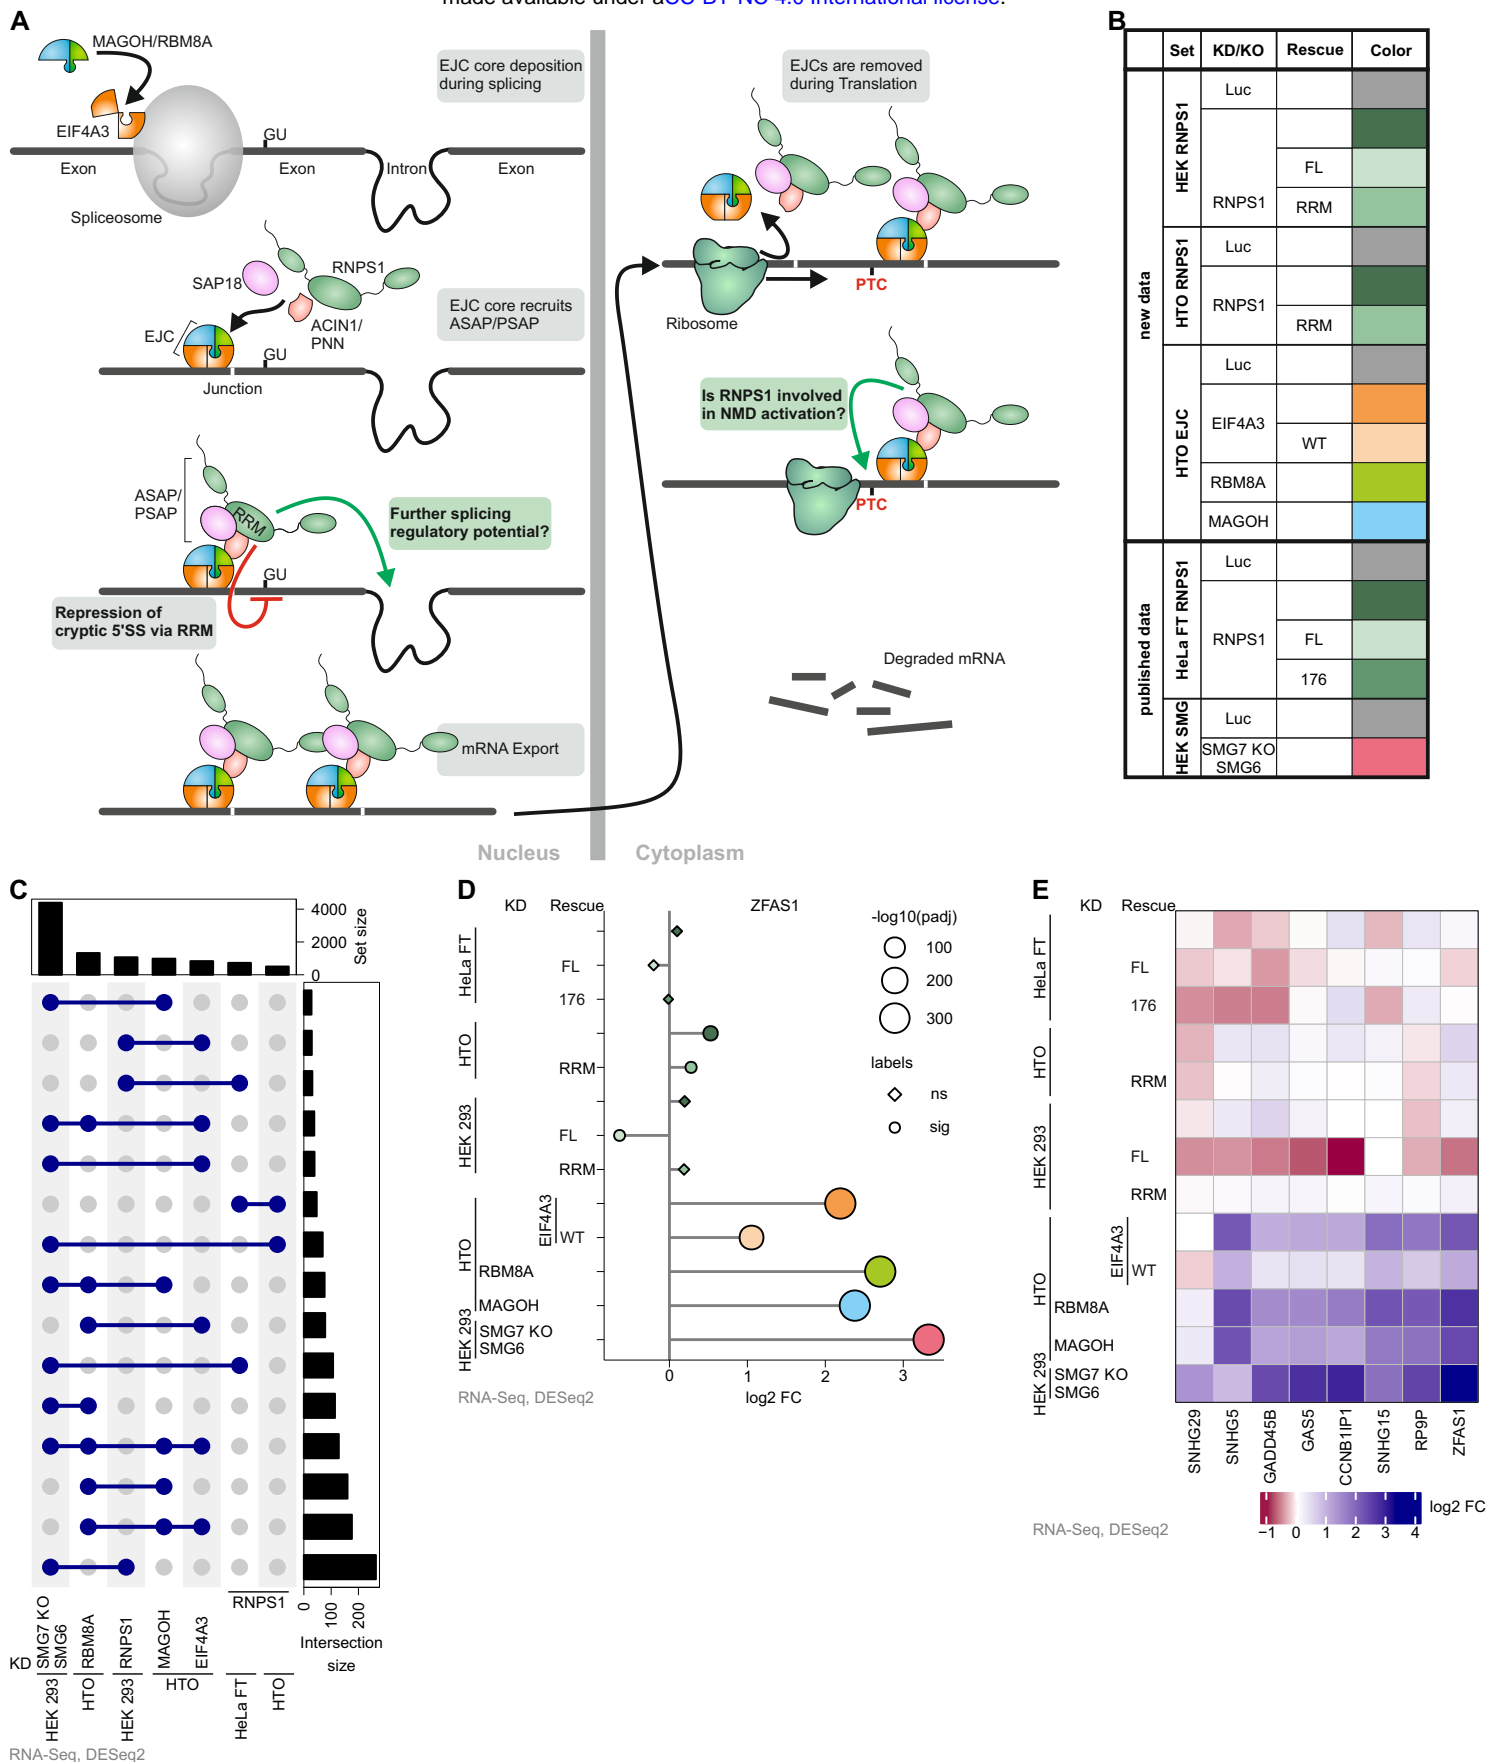 made available under aCC-BY-NC 4.0 International license.
A
MAGOH/RBM8A
EIF4A3
GU
Exon
Exon
Intron
Exon
Spliceosome
EJC core deposition
during splicing
SAP18
RNPS1
ACIN1/
PNN
EJC
GU
Junction
EJC core recruits
ASAP/PSAP
ASAP/
PSAP
RRM
GU
Further splicing
regulatory potential?
Repression of
cryptic 5'SS via RRM
mRNA Export
Nucleus
Cytoplasm
EJCs are removed
during Translation
PTC
Ribosome
Is RNPS1 involved
in NMD activation?
PTC
Degraded mRNA
B
Set KD/KO Rescue Color
new data
HEK RNPS1
Luc
RNPS1
FL
RRM
HTO RNPS1
Luc
RNPS1
RRM
HTO EJC
Luc
EIF4A3
WT
RBM8A
MAGOH
published data
HeLa FT RNPS1
Luc
RNPS1
FL
176
HEK SMG
Luc
SMG7 KO
SMG6
C
4000
2000
0
Set size
0
100
200
Intersection
size
RNPS1
KD
SMG7 KO
SMG6
RBM8A
RNPS1
MAGOH
EIF4A3
HEK 293
HTO
HEK 293
HTO
HeLa FT
HTO
RNA-Seq, DESeq2
D
KD Rescue ZFAS1
HeLa FT
FL
176
HTO
RRM
HEK 293
FL
RRM
HTO
EIF4A3
WT
RBM8A
MAGOH
HEK 293
SMG7 KO
SMG6
0 1 2 3
log2 FC
-log10(padj)
100
200
300
labels
ns
sig
RNA-Seq, DESeq2
E
KD Rescue
HeLa FT
FL
176
HTO
RRM
HEK 293
FL
RRM
HTO
EIF4A3
WT
RBM8A
MAGOH
HEK 293
SMG7 KO
SMG6
SNHG29
SNHG5
GADD45B
GAS5
CCNB1IP1
SNHG15
RP9P
ZFAS1
log2 FC
−1 0 1 2 3 4
RNA-Seq, DESeq2